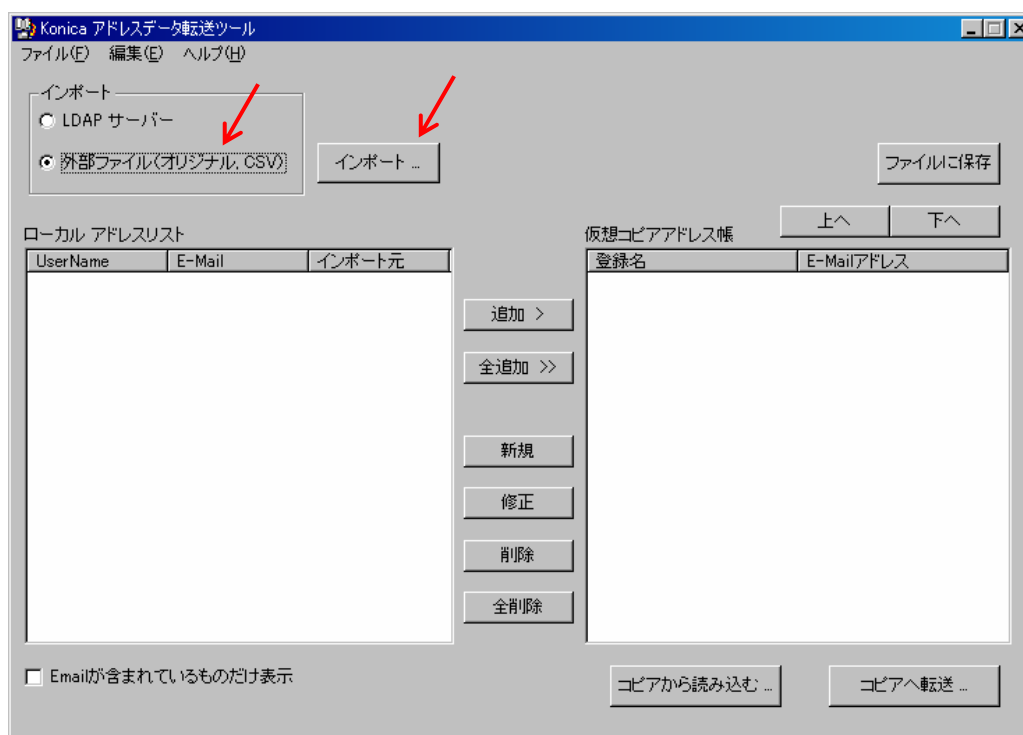 Konica アドレスデータ転送ツール
ファイル(F) 編集(E) ヘルプ(H)
インポート
LDAP サーバー
外部ファイル(オリジナル, CSV)
インポート ...
ファイルに保存
上へ
下へ
ローカル アドレスリスト
仮想コピアアドレス帳
UserName E-Mail インポート元
登録名 E-Mailアドレス
追加 >
全追加 >>
新規
修正
削除
全削除
Emailが含まれているものだけ表示
コピアから読み込む ...
コピアへ転送 ...